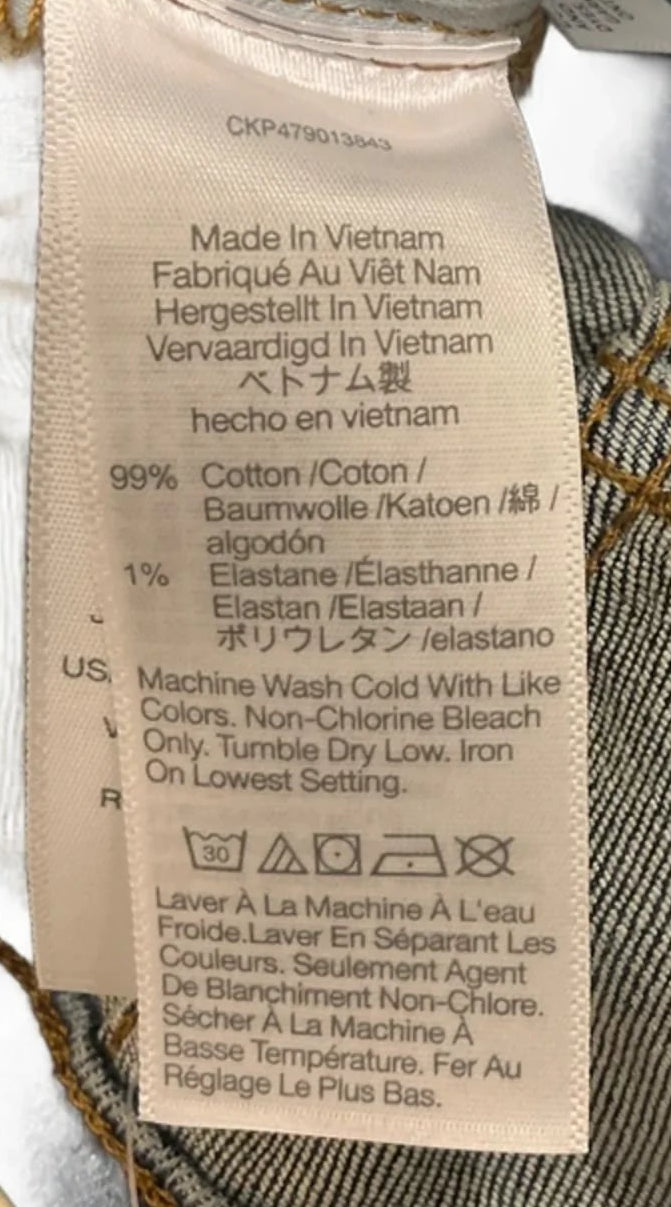 CKP479013843
Made In Vietnam
Fabriqué Au Viêt Nam
Hergestellt In Vietnam
Vervaardigd In Vietnam
ベトナム製
hecho en vietnam
99% Cotton /Coton /
Baumwolle /Katoen /綿 /
algodón
1% Elastane /Élasthanne /
Elastan /Elastaan /
ポリウレタン /elastano
US
R
Machine Wash Cold With Like
Colors. Non-Chlorine Bleach
Only. Tumble Dry Low. Iron
On Lowest Setting.
30
Laver À La Machine À L'eau
Froide.Laver En Séparant Les
Couleurs. Seulement Agent
De Blanchiment Non-Chlore.
Sécher À La Machine À
Basse Température. Fer Au
Réglage Le Plus Bas.